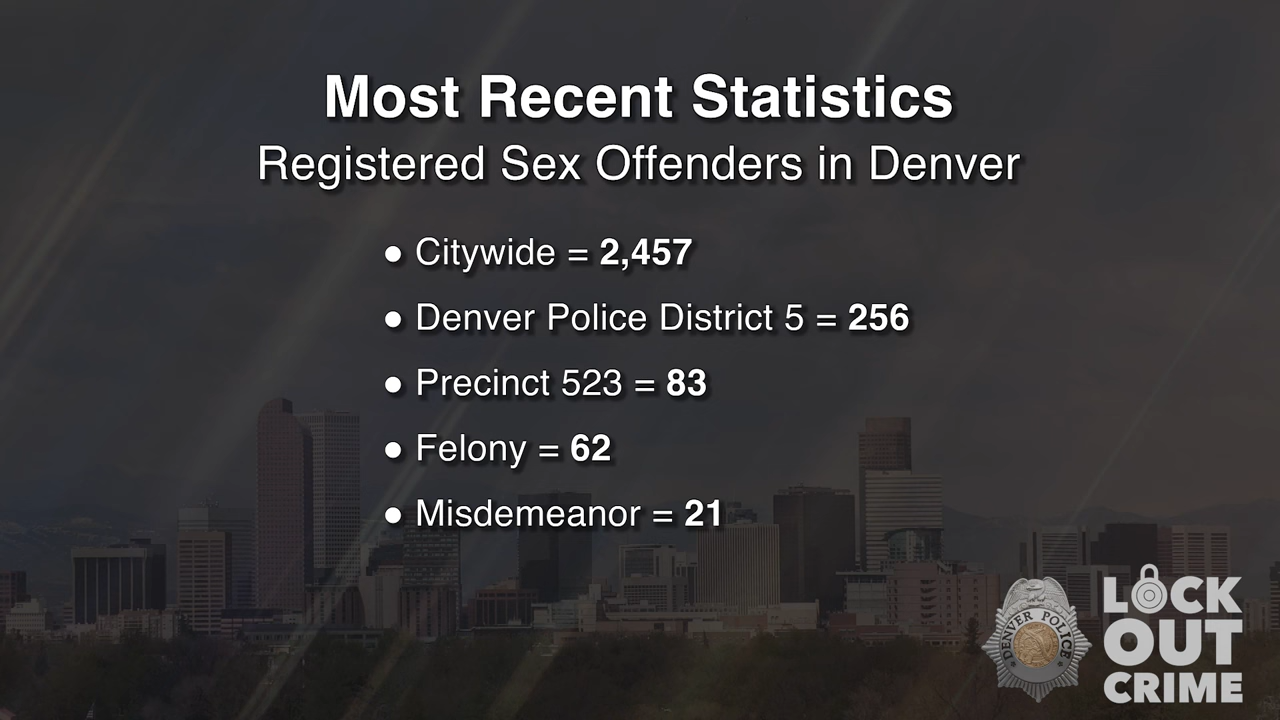 Most Recent Statistics
Registered Sex Offenders in Denver
● Citywide = 2,457
● Denver Police District 5 = 256
● Precinct 523 = 83
● Felony = 62
● Misdemeanor = 21
DENVER POLICE
LOCK
OUT
CRIME